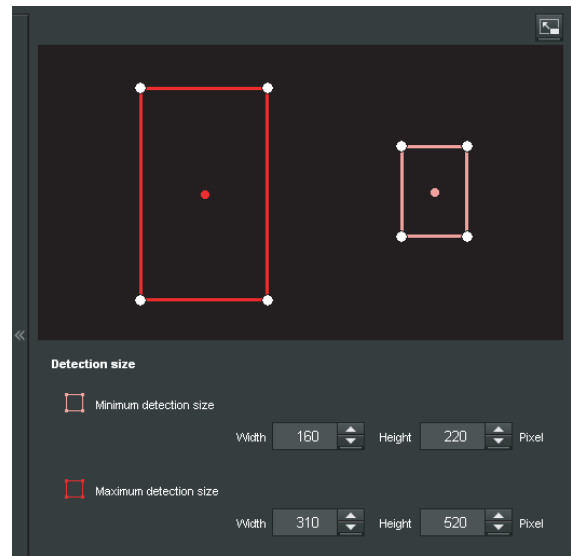 Detection size
Minimum detection size
Width 160 Height 220 Pixel
Maximum detection size
Width 310 Height 520 Pixel